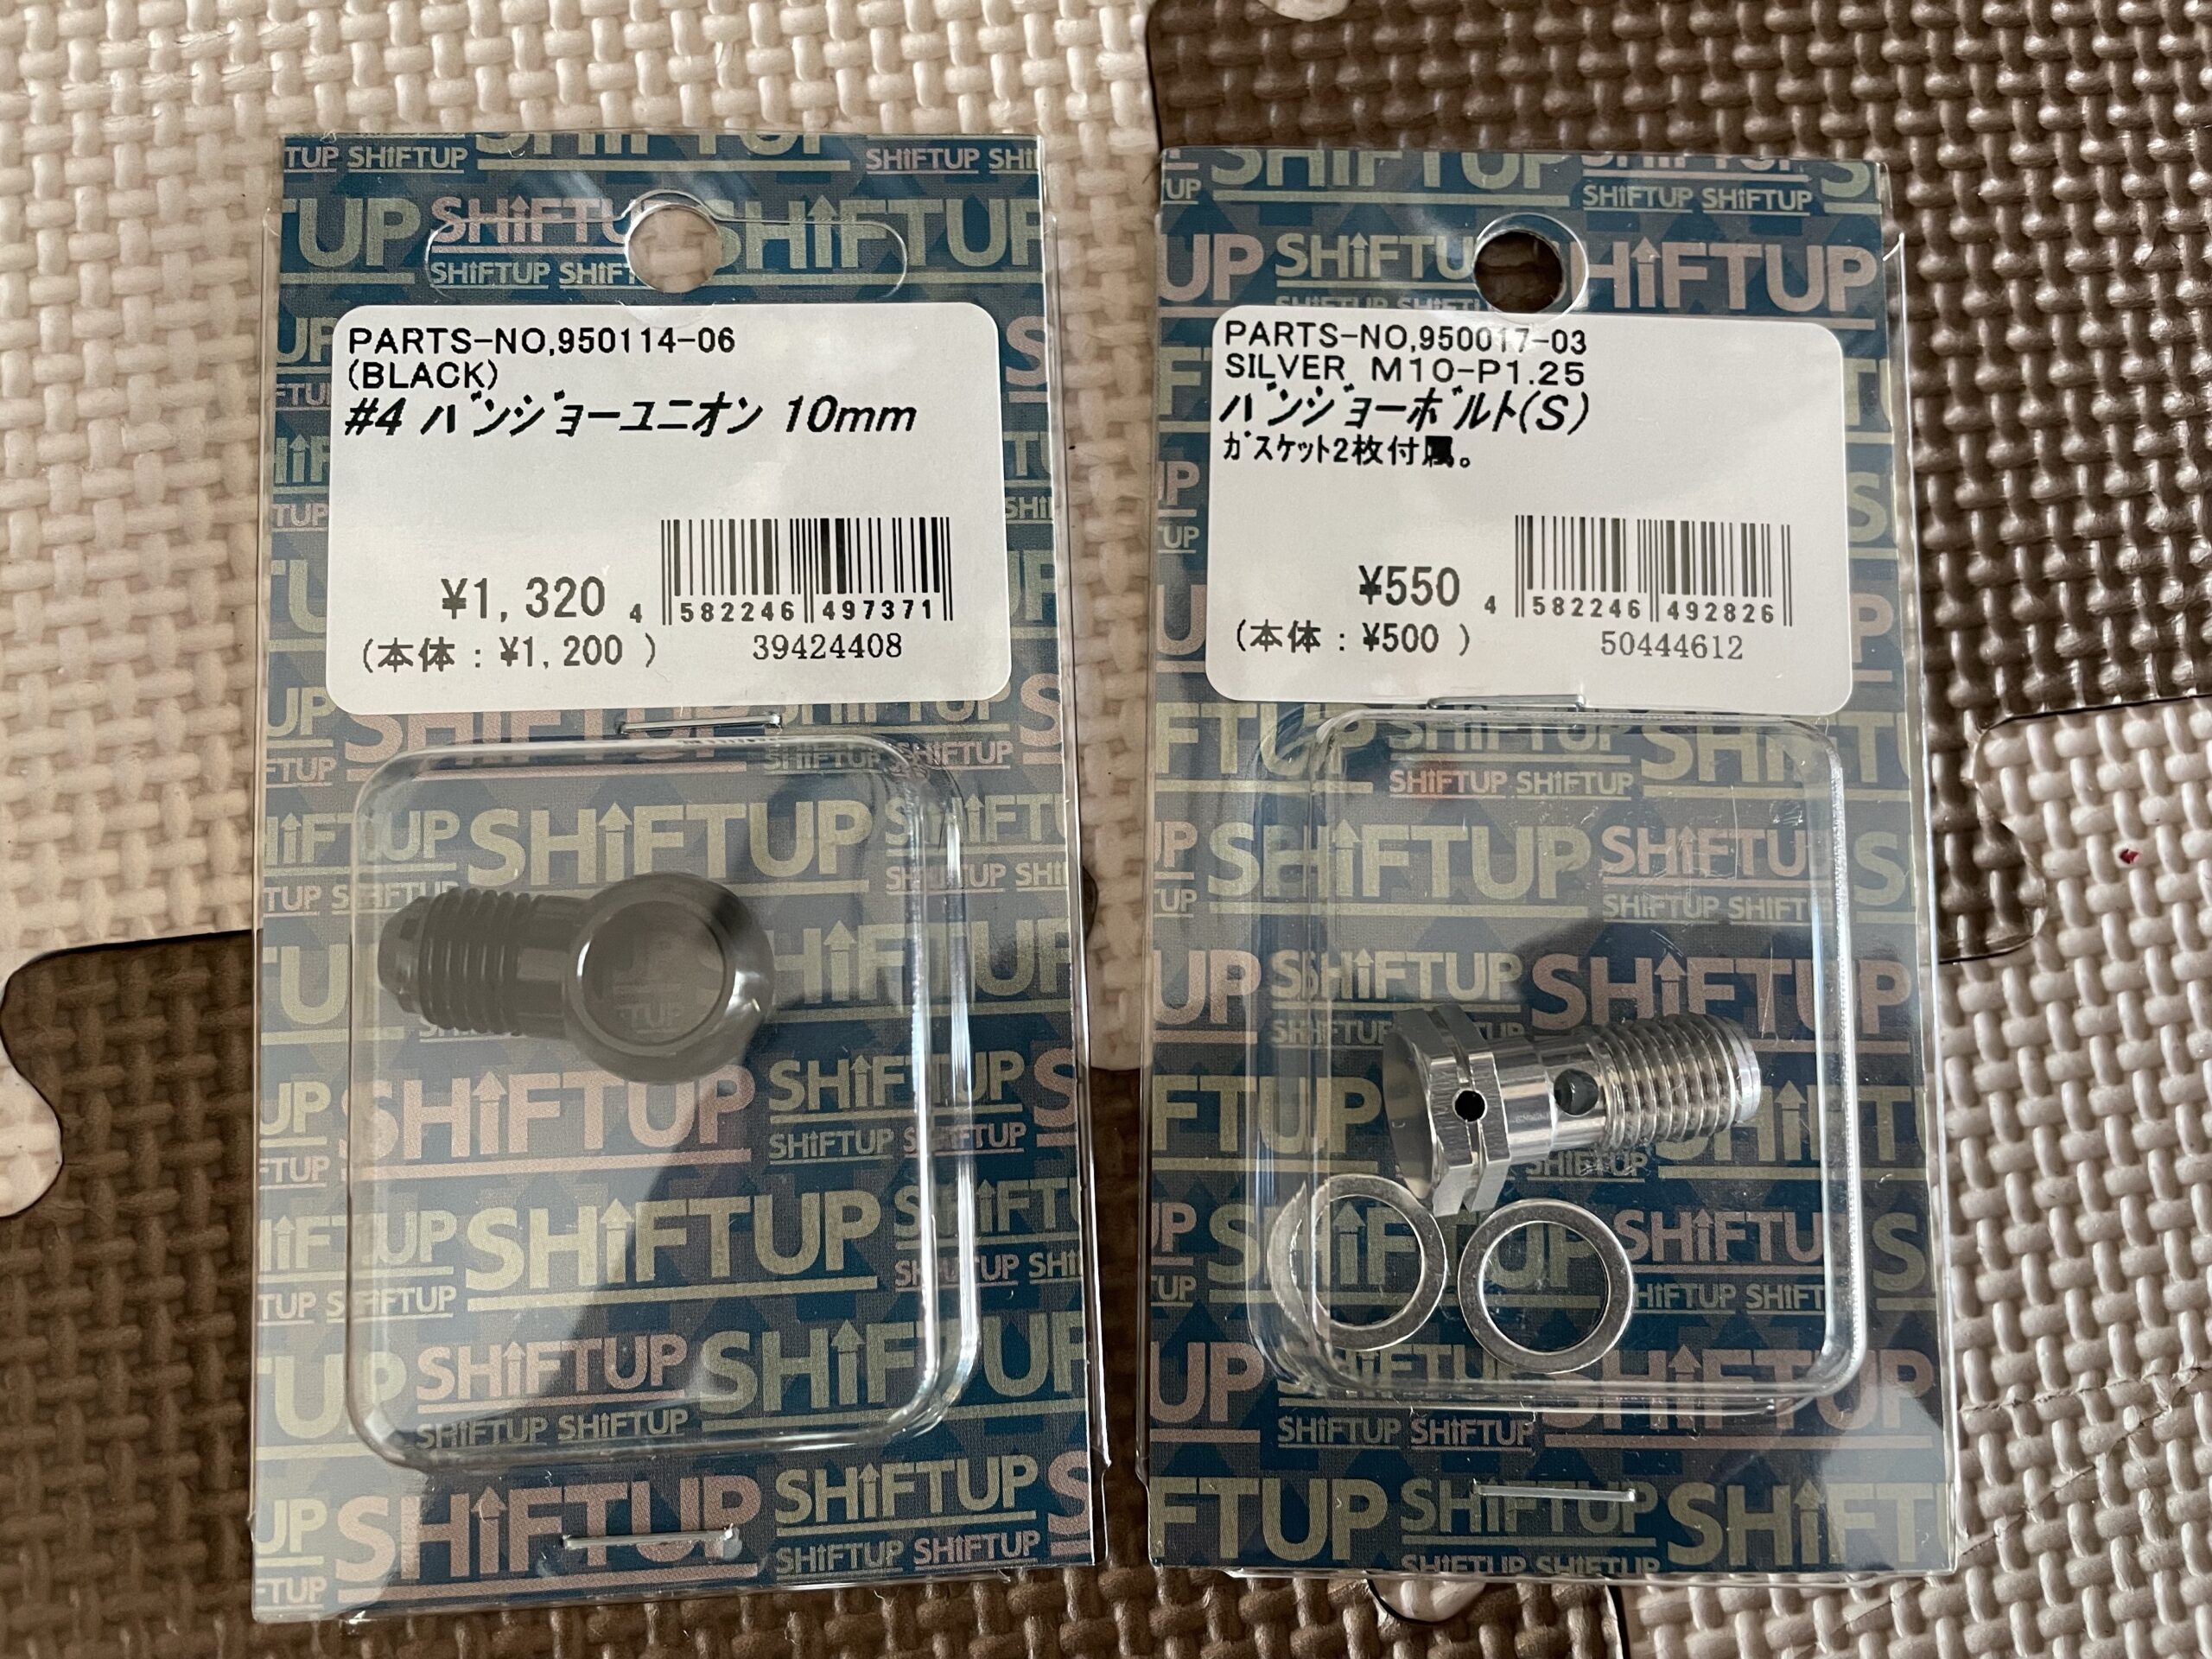 SHiFTUP
PARTS-NO,950114-06
(BLACK)
#4 バンジョーユニオン 10mm
¥1,320
(本体:¥1,200 )
4 582246 497371
39424408
SHiFTUP
PARTS-NO,950017-03
SILVER M10-P1.25
バンジョーボルト(S)
ガスケット2枚付属。
¥550
(本体:¥500 )
4 582246 492826
50444612
SHiFTUP